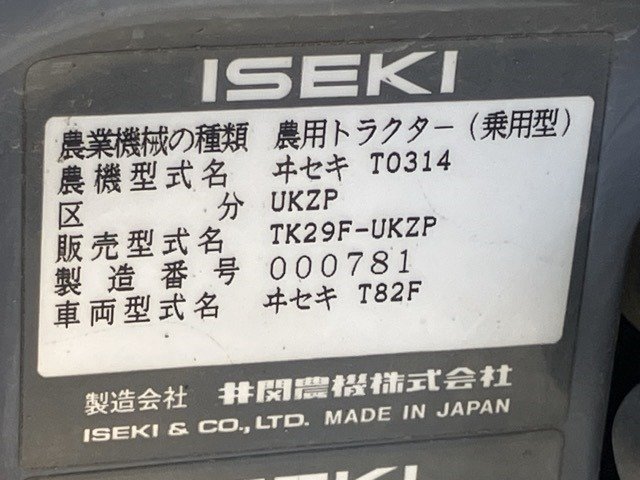 ISEKI
農業機械の種類 農用トラクター(乗用型)
農機型式名 ヰセキ T0314
区分 UKZP
販売型式名 TK29F-UKZP
製造番号 000781
車両型式名 ヰセキ T82F
製造会社 井関農機株式会社
ISEKI & CO., LTD. MADE IN JAPAN
ISEKI